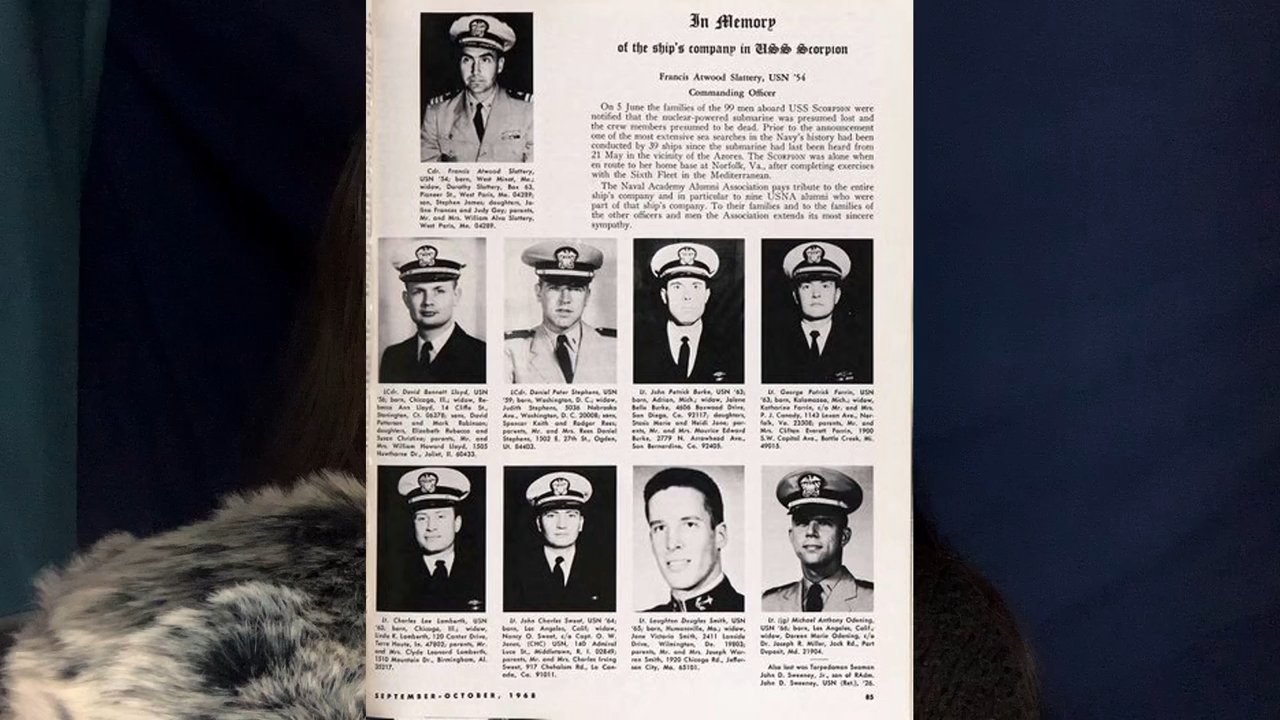 In Memory
of the ship's company in USS Scorpion
Francis Atwood Slattery, USN '54
Commanding Officer
On 5 June the families of the 99 men aboard USS SCORPION were
notified that the nuclear-powered submarine was presumed lost and
the crew members presumed to be dead. Prior to the announcement
one of the most extensive sea searches in the Navy's history had been
conducted by 39 ships since the submarine had last been heard from
21 May in the vicinity of the Azores. The SCORPION was alone when
en route to her home base at Norfolk, Va., after completing exercises
with the Sixth Fleet in the Mediterranean.
The Naval Academy Alumni Association pays tribute to the entire
ship's company and in particular to nine USNA alumni who were
part of that ship's company. To their families and to the families of
the other officers and men the Association extends its most sincere
sympathy.
Cdr. Francis Atwood Slattery,
USN '54; born, West Minot, Me.;
widow, Dorothy Slattery, Box 63,
Pioneer St., West Paris, Me. 04289;
son, Stephen James; daughters, Jo-
line Frances and Judy Gay; parents,
Mr. and Mrs. William Alva Slattery,
West Paris, Me. 04289.
LCdr. David Bennett Lloyd, USN
'56; born, Chicago, Ill.; widow, Re-
becca Ann Lloyd, 14 Cliffe St.,
Stonington, Ct. 06378; sons, David
Patterson and Mark Robinson;
daughters, Elizabeth Rebecca and
Susan Christine; parents, Mr. and
Mrs. William Howard Lloyd, 1505
Hawthorne Dr., Joliet, Il. 60433.
LCdr. Daniel Peter Stephens, USN
'59; born, Washington, D. C.; widow,
Judith Stephens, 5036 Nebraska
Ave., Washington, D. C. 20008; sons,
Spencer Keith and Rodger Rees;
parents, Mr. and Mrs. Rees Daniel
Stephens, 1502 E. 27th St., Ogden,
Ut. 84403.
Lt. John Patrick Burke, USN '63;
born, Adrian, Mich.; widow, Jolene
Belle Burke, 4606 Boxwood Drive,
San Diego, Ca. 92117; daughters,
Stacia Marie and Heidi Jane; par-
ents, Mr. and Mrs. Maurice Edward
Burke, 2779 N. Arrowhead Ave.,
San Bernardino, Ca. 92405.
Lt. George Patrick Farrin, USN
'63; born, Kalamazoo, Mich.; widow,
Katharine Farrin, c/o Mr. and Mrs.
P. J. Canady, 1143 Lexan Ave., Nor-
folk, Va. 23508; parents, Mr. and
Mrs. Clifton Everett Farrin, 1900
S.W. Capital Ave., Battle Creek, Mi.
49015.
Lt. Charles Lee Lamberth, USN
'63; born, Chicago, Ill.; widow,
Linda K. Lamberth, 120 Canter Drive,
Terre Haute, In. 47802; parents, Mr.
and Mrs. Clyde Leonard Lamberth,
1510 Mountain Dr., Birmingham, Al.
Lt. John Charles Sweet, USN '64;
born, Los Angeles, Calif; widow,
Nancy O. Sweet, c/o Capt. O. W.
Jones, (CHC) USN, 140 Admiral
Luce St., Middletown, R. I. 02840;
parents, Mr. and Mrs. Charles Irving
Sweet, 917 Chehalem Rd., La Can-
ada, Ca. 91011.
Lt. Laughton Douglas Smith, USN
'65; born, Humansville, Mo.; widow,
Jane Victoria Smith, 2411 Lanside
Drive, Wilmington, De. 19803;
parents, Mr. and Mrs. Joseph War-
ren Smith, 1920 Chicago Rd., Jeffer-
son City, Mo. 65101.
Lt. (jg) Michael Anthony Odening,
USN '66; born, Los Angeles, Calif.;
widow, Doreen Marie Odening, c/o
Dr. Joseph R. Miller, Jock Rd., Port
Deposit, Md. 21904.
Also lost was Torpedoman Seaman
John D. Sweeney, Jr., son of RAdm.
John D. Sweeney, USN (Ret.), '26.
SEPTEMBER-OCTOBER, 1968
85